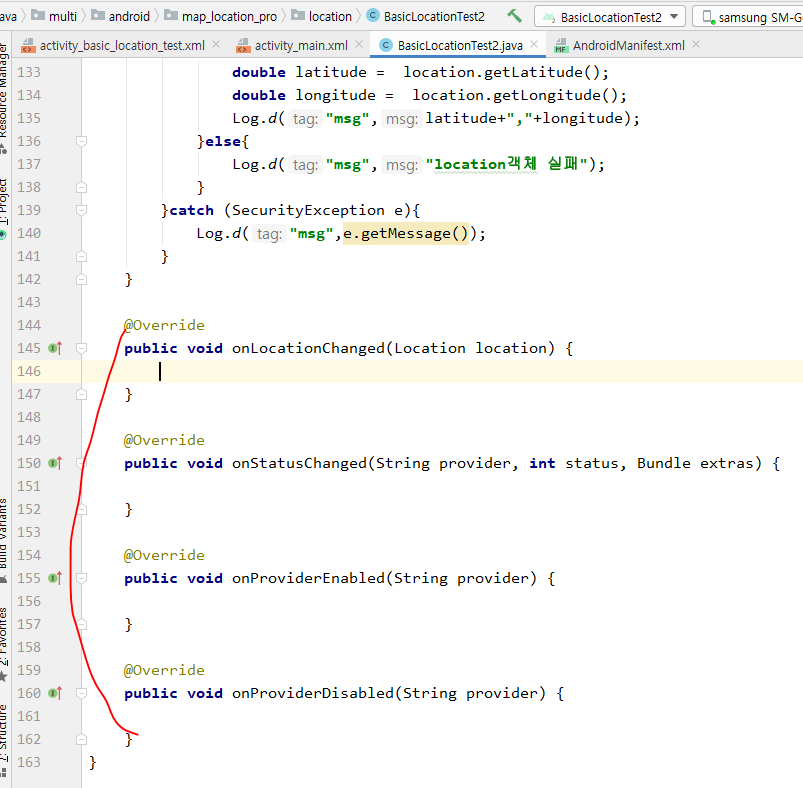 ava multi android map_location_pro location BasicLocationTest2 BasicLocationTest2 samsung SM-G
activity_basic_location_test.xml activity_main.xml BasicLocationTest2.java AndroidManifest.xml
Resource Manager
1: Project
Build Variants
2: Favorites
7: Structure
133 double latitude =  location.getLatitude();
134 double longitude =  location.getLongitude();
135 Log.d( tag: "msg", msg: latitude+","+longitude);
136 }else{
137 Log.d( tag: "msg", msg: "location객체 실패");
138 }
139 }catch (SecurityException e){
140 Log.d( tag: "msg",e.getMessage());
141 }
142 }
143
144 @Override
145 public void onLocationChanged(Location location) {
146
147 }
148
149 @Override
150 public void onStatusChanged(String provider, int status, Bundle extras) {
151
152 }
153
154 @Override
155 public void onProviderEnabled(String provider) {
156
157 }
158
159 @Override
160 public void onProviderDisabled(String provider) {
161
162 }
163 }